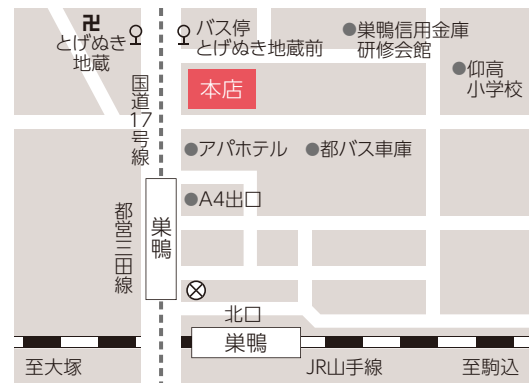 卍
とげぬき
地蔵
バス停
とげぬき地蔵前
巣鴨信用金庫
研修会館
仰高
小学校
国道17号線
本店
アパホテル
都バス車庫
A4出口
都営三田線
巣鴨
北口
巣鴨
至大塚
JR山手線
至駒込